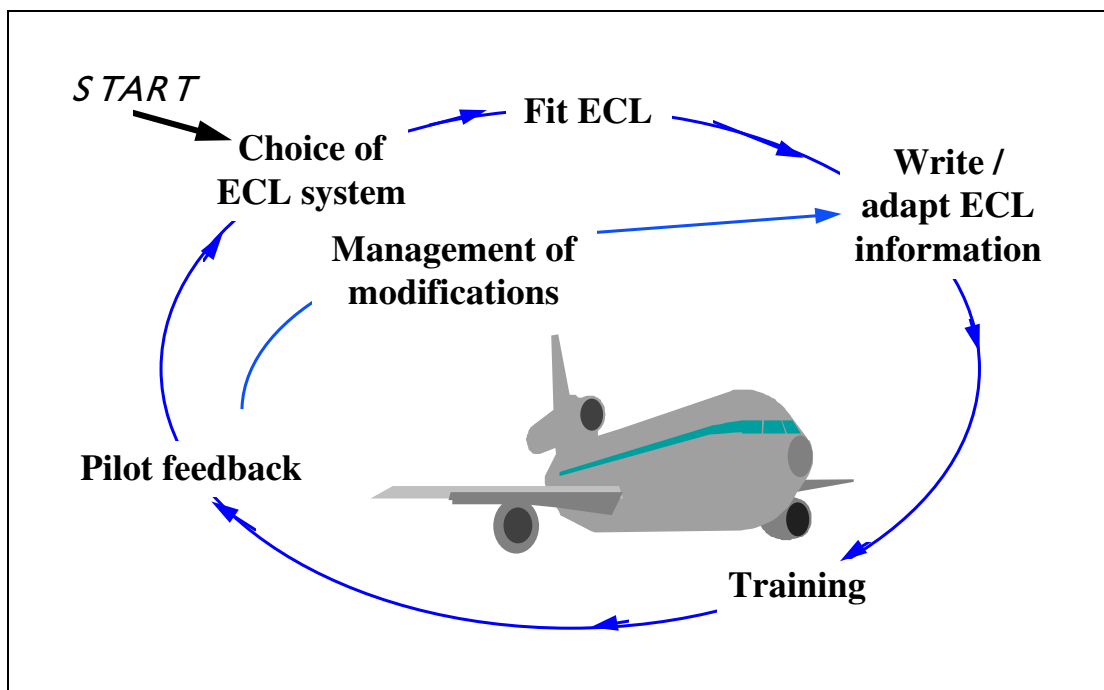 START
Choice of
ECL system
Fit ECL
Write /
adapt ECL
information
Management of
modifications
Pilot feedback
Training